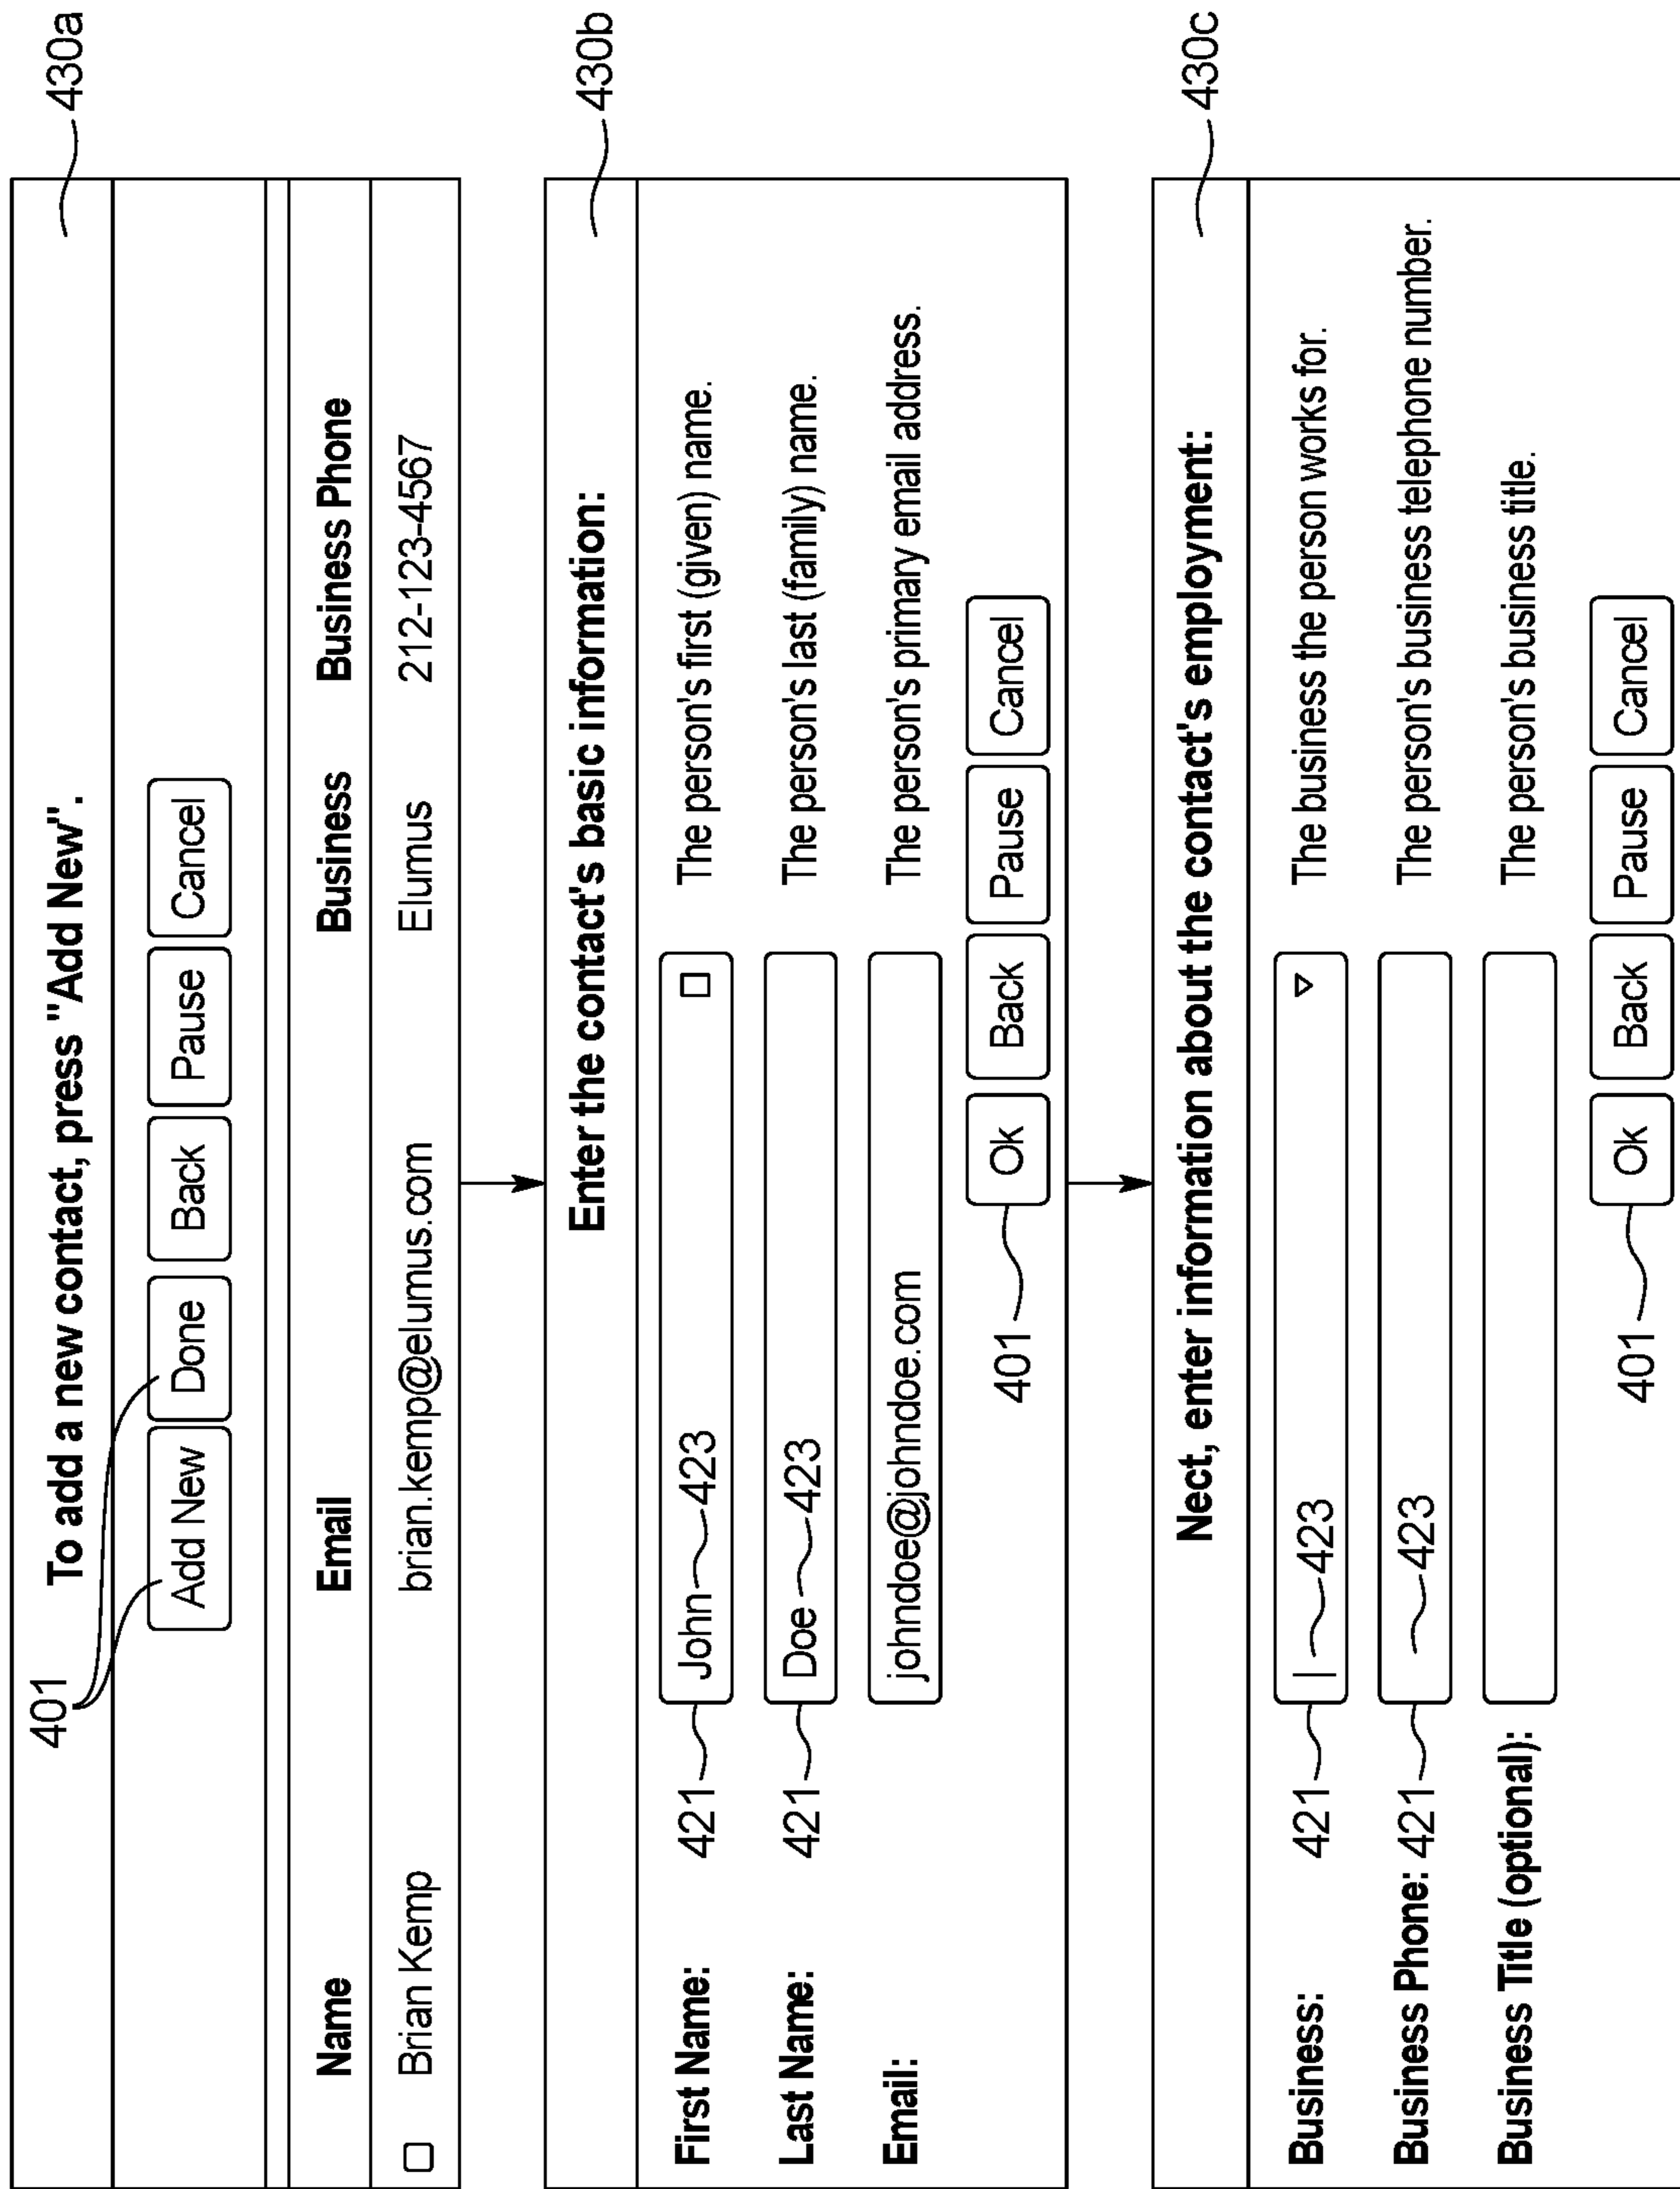 401
To add a new contact, press "Add New".
430a
Add New Done Back Pause Cancel
Name Email Business Business Phone
Brian Kemp brian.kemp@elumus.com Elumus 212-123-4567
Enter the contact's basic information:
430b
First Name: 421 John 423 The person's first (given) name.
Last Name: 421 Doe 423 The person's last (family) name.
Email: johndoe@johndoe.com The person's primary email address.
401 Ok Back Pause Cancel
Nect, enter information about the contact's employment:
430c
Business: 421 423 The business the person works for.
Business Phone: 421 423 The person's business telephone number.
Business Title (optional): The person's business title.
401 Ok Back Pause Cancel